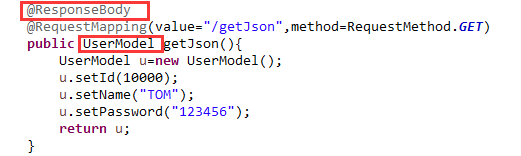 @ResponseBody
@RequestMapping(value="/getJson",method=RequestMethod.GET)
public UserModel getJson(){
UserModel u=new UserModel();
u.setId(10000);
u.setName("TOM");
u.setPassword("123456");
return u;
}